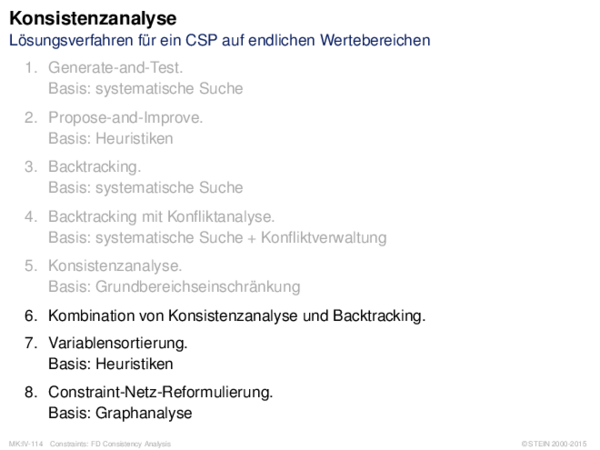 Konsistenzanalyse
Lösungsverfahren für ein CSP auf endlichen Wertebereichen
1. Generate-and-Test.
Basis: systematische Suche
2. Propose-and-Improve.
Basis: Heuristiken
3. Backtracking.
Basis: systematische Suche
4. Backtracking mit Konfliktanalyse.
Basis: systematische Suche + Konfliktverwaltung
5. Konsistenzanalyse.
Basis: Grundbereichseinschränkung
6. Kombination von Konsistenzanalyse und Backtracking.
7. Variablensortierung.
Basis: Heuristiken
8. Constraint-Netz-Reformulierung.
Basis: Graphanalyse
MK:IV-114 Constraints: FD Consistency Analysis © STEIN 2000-2015